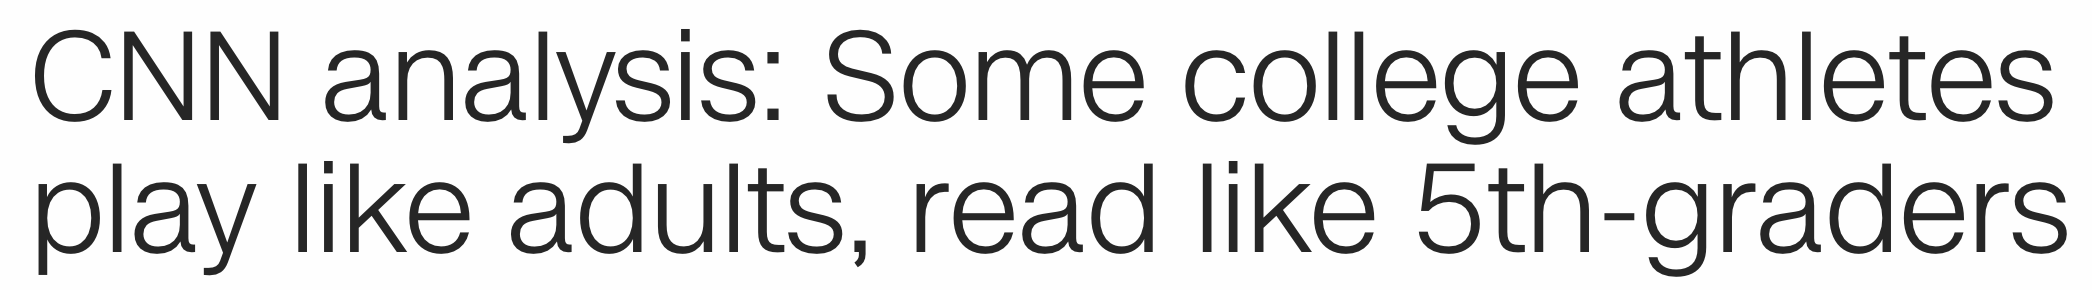 CNN analysis: Some college athletes
play like adults, read like 5th-graders